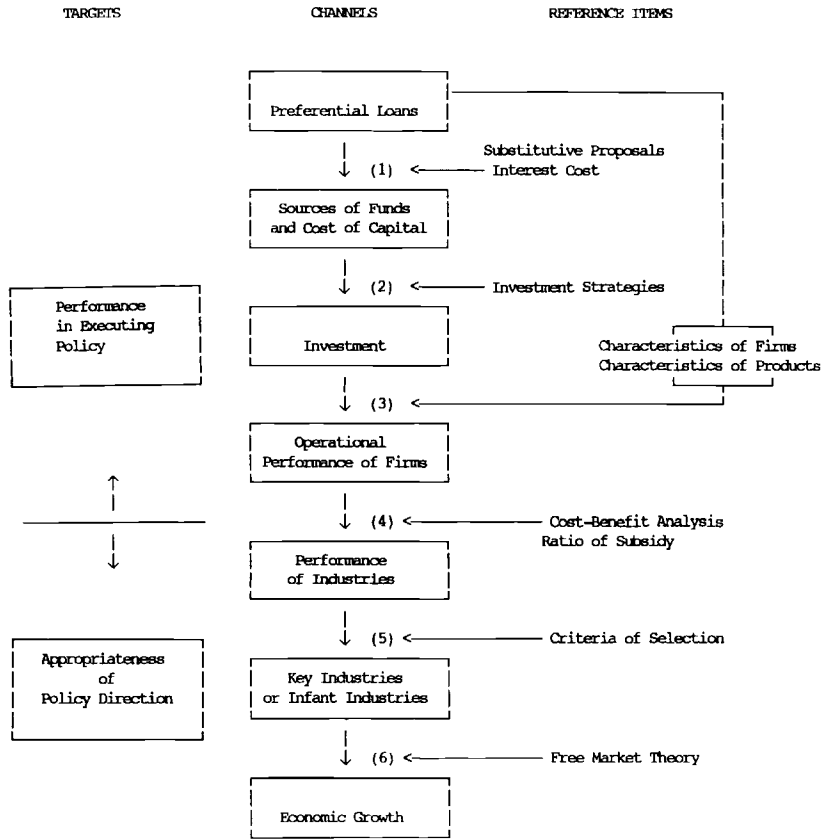 TARGETS CHANNELS REFERENCE ITEMS
Preferential Loans
Substitutive Proposals
(1) Interest Cost
Sources of Funds
and Cost of Capital
(2) Investment Strategies
Performance
in Executing
Policy
Investment
Characteristics of Firms
Characteristics of Products
(3)
Operational
Performance of Firms
(4) Cost-Benefit Analysis
Ratio of Subsidy
Performance
of Industries
(5) Criteria of Selection
Appropriateness
of
Policy Direction
Key Industries
or Infant Industries
(6) Free Market Theory
Economic Growth